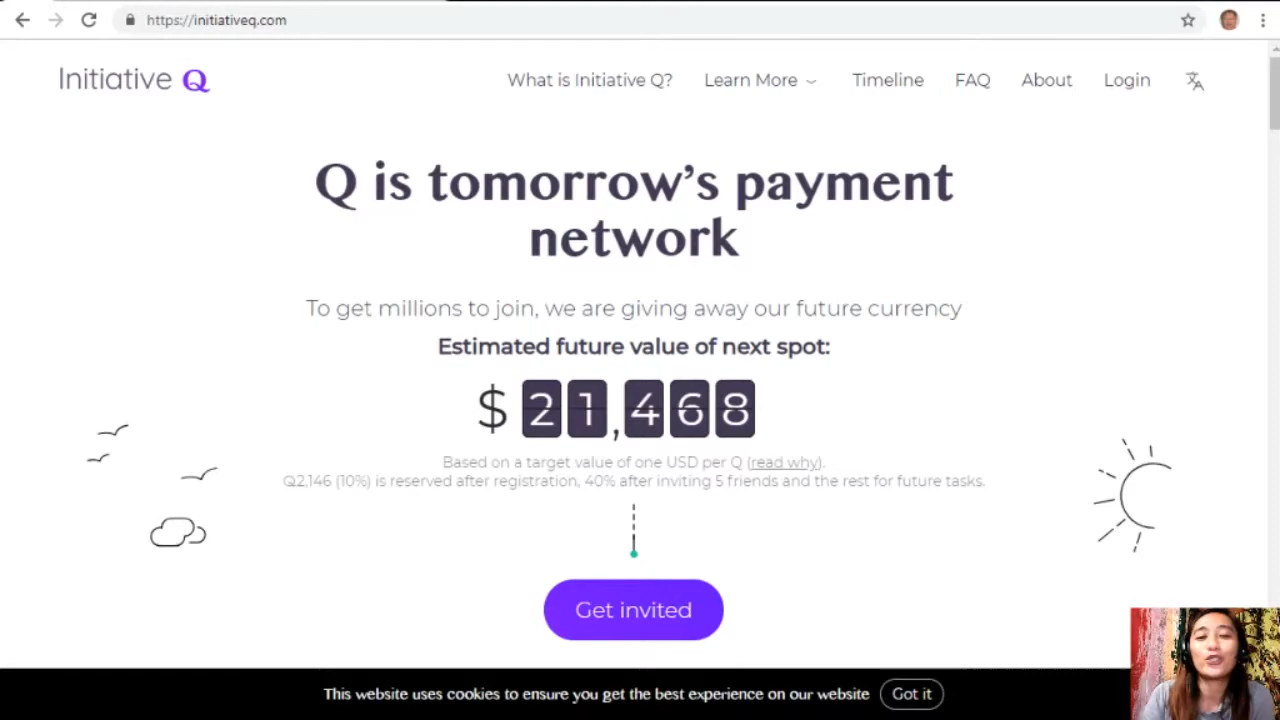 https://initiativeq.com
Initiative Q
What is Initiative Q? Learn More Timeline FAQ About Login
Q is tomorrow’s payment
network
To get millions to join, we are giving away our future currency
Estimated future value of next spot:
$ 21,468
Based on a target value of one USD per Q (read why).
Q2,146 (10%) is reserved after registration, 40% after inviting 5 friends and the rest for future tasks.
Get invited
This website uses cookies to ensure you get the best experience on our website Got it